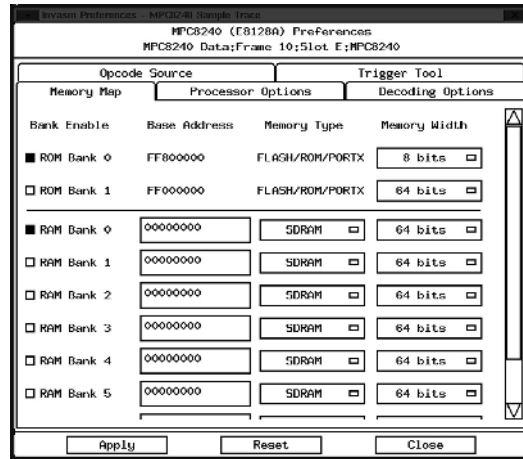 Invasm Preferences - MPC8240 Sample Trace
MPC8240 (E8128A) Preferences
MPC8240 Data;Frame 10;Slot E;MPC8240
Opcode Source Trigger Tool
Memory Map Processor Options Decoding Options
Bank Enable Base Address Memory Type Memory Width
ROM Bank 0 FF800000 FLASH/ROM/PORTX 8 bits
ROM Bank 1 FF000000 FLASH/ROM/PORTX 64 bits
RAM Bank 0 00000000 SDRAM 64 bits
RAM Bank 1 00000000 SDRAM 64 bits
RAM Bank 2 00000000 SDRAM 64 bits
RAM Bank 3 00000000 SDRAM 64 bits
RAM Bank 4 00000000 SDRAM 64 bits
RAM Bank 5 00000000 SDRAM 64 bits
Apply Reset Close